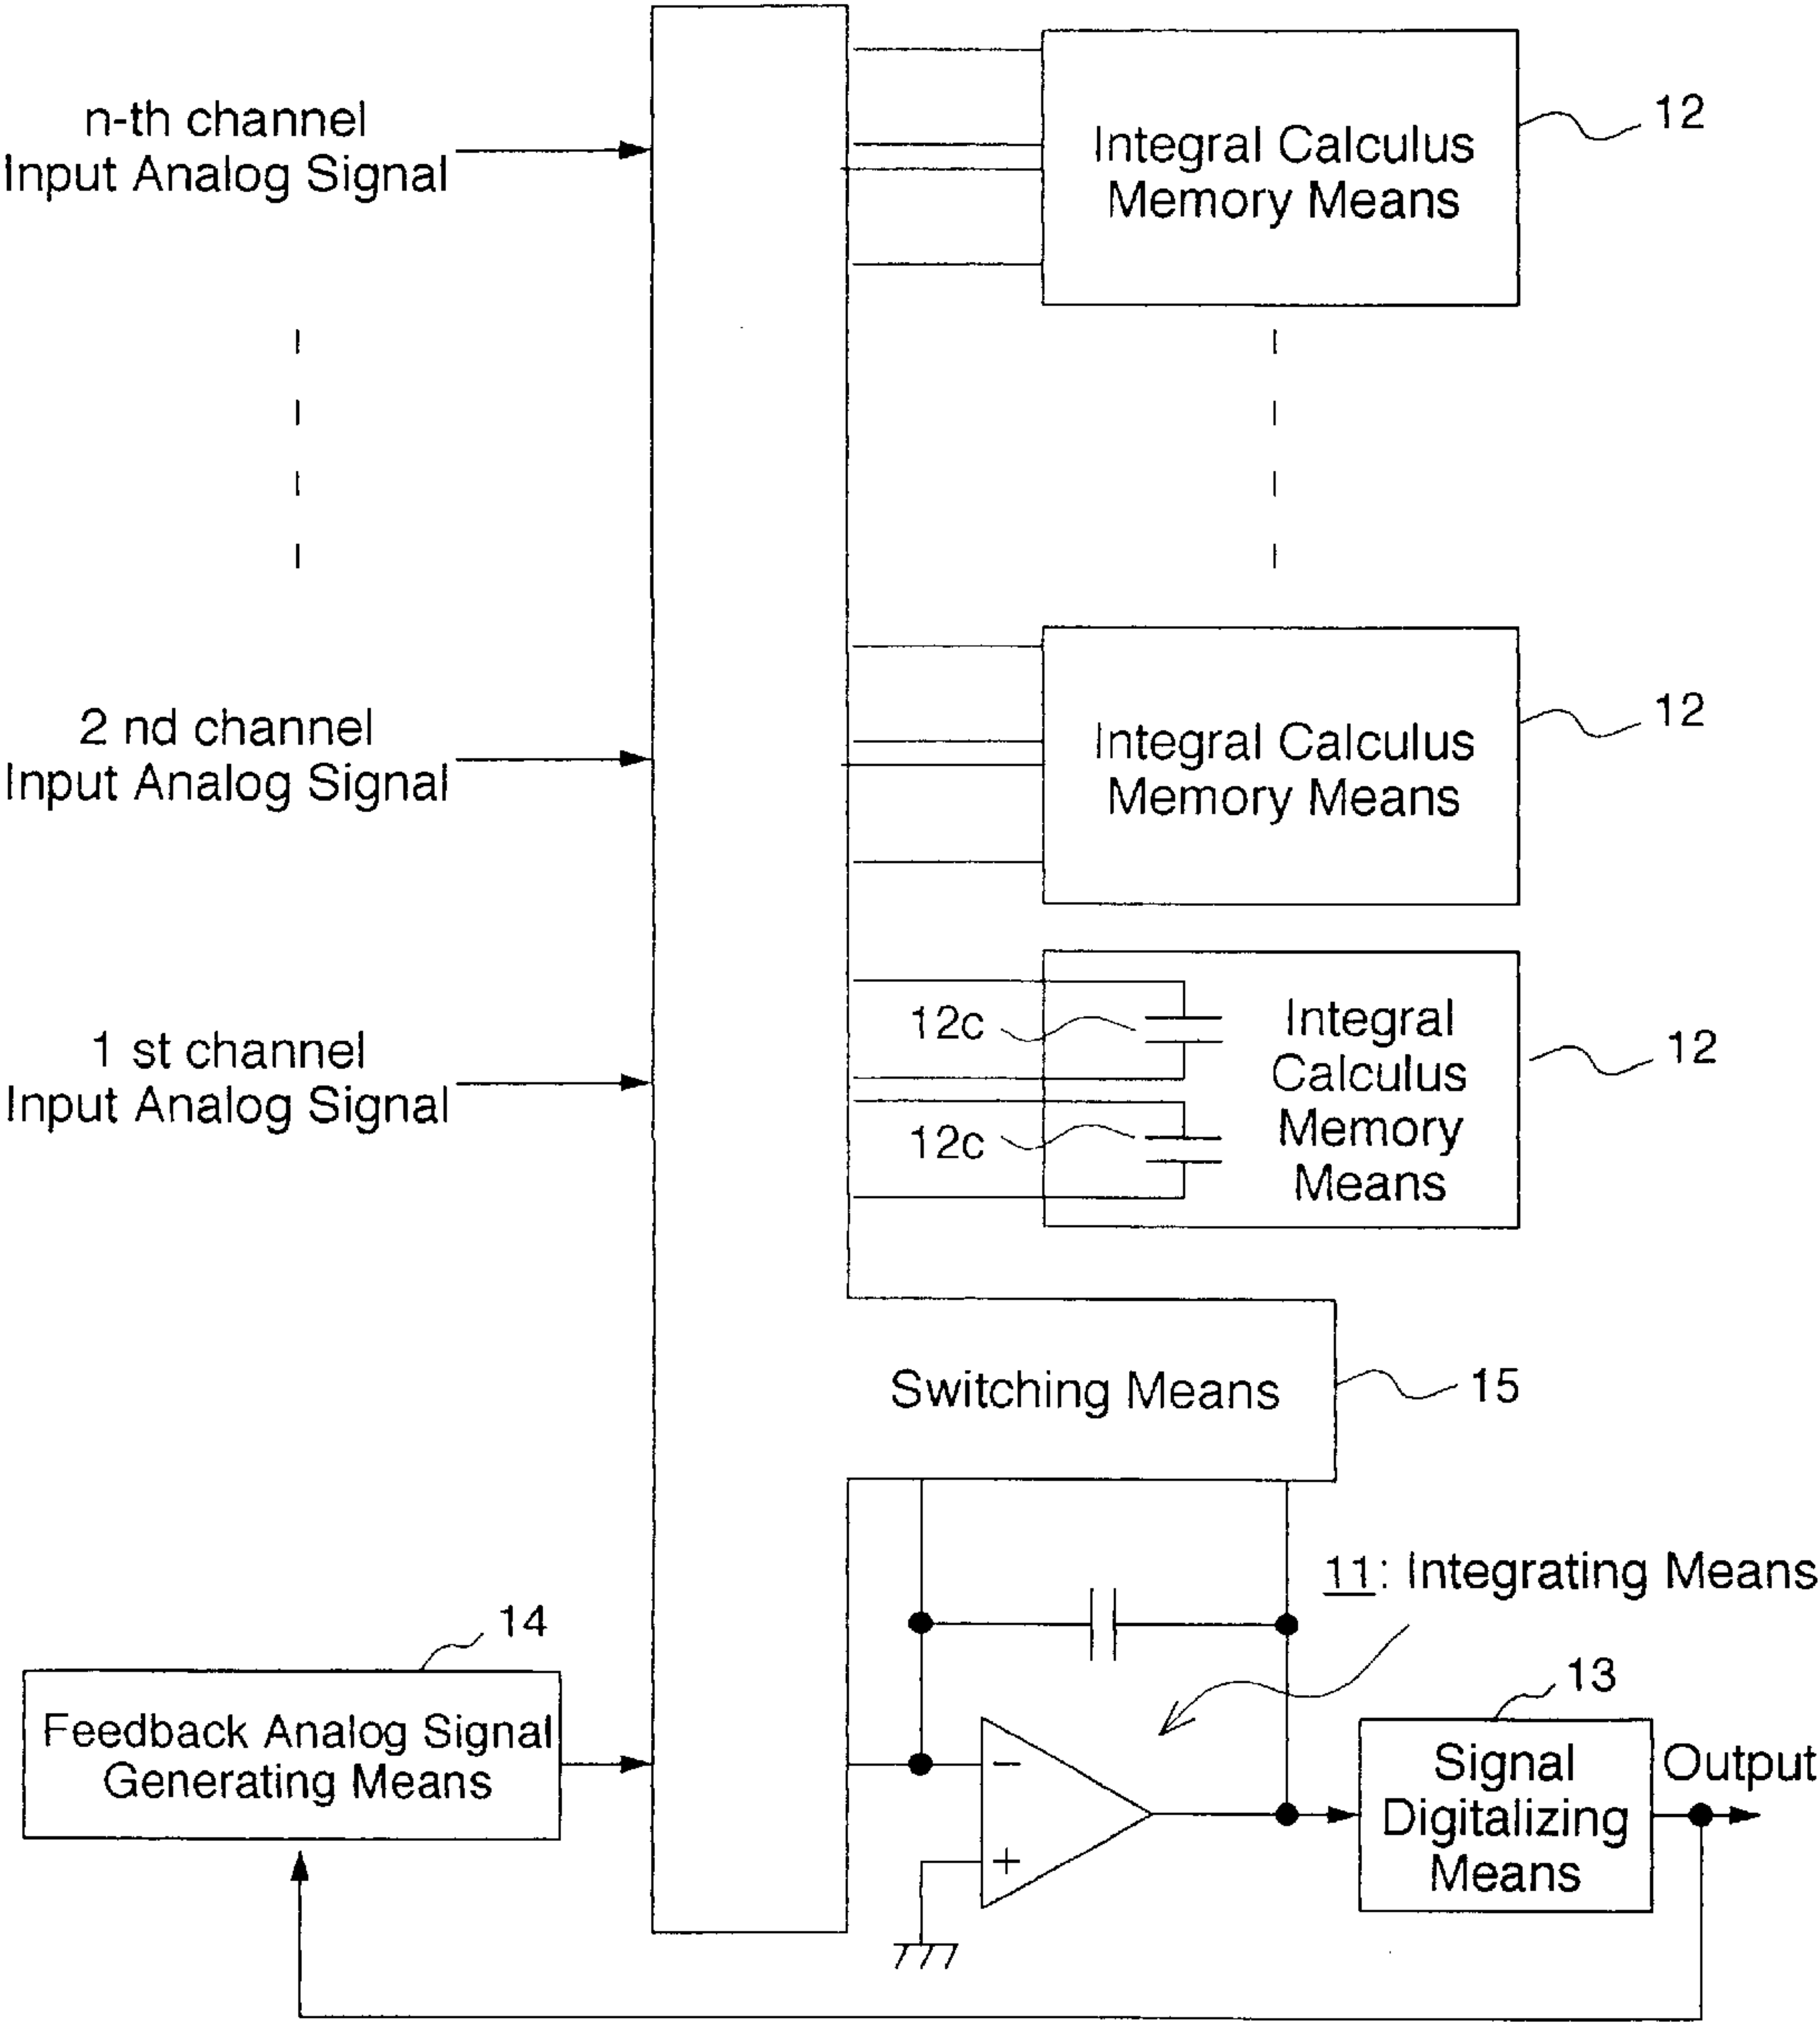 n-th channel
Input Analog Signal
Integral Calculus
Memory Means
12
2 nd channel
Input Analog Signal
Integral Calculus
Memory Means
12
1 st channel
Input Analog Signal
12c
12c
Integral
Calculus
Memory
Means
12
Switching Means
15
11: Integrating Means
14
Feedback Analog Signal
Generating Means
−
+
13
Signal
Digitalizing
Means
Output